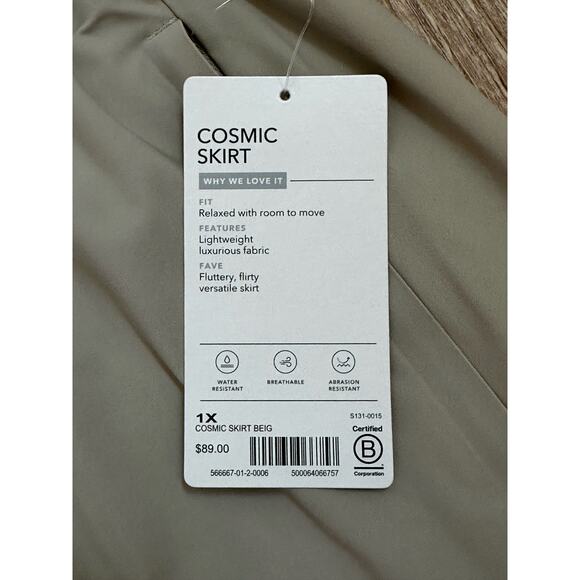 COSMIC
SKIRT
WHY WE LOVE IT
FIT
Relaxed with room to move
FEATURES
Lightweight
luxurious fabric
FAVE
Fluttery, flirty
versatile skirt
WATER
RESISTANT
BREATHABLE
ABRASION
RESISTANT
1X
S131-0015
COSMIC SKIRT BEIG
$89.00
Certified
B
Corporation
566667-01-2-0006
500064066757